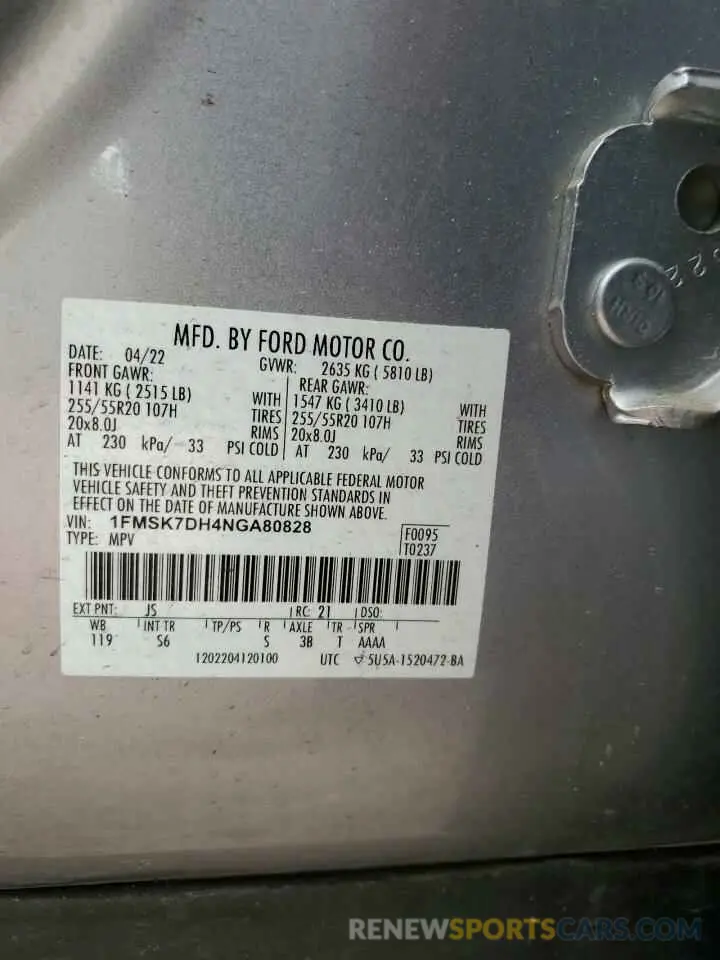 MFD. BY FORD MOTOR CO.
DATE: 04/22 GVWR: 2635 KG ( 5810 LB)
FRONT GAWR: REAR GAWR:
1141 KG ( 2515 LB) WITH 1547 KG ( 3410 LB) WITH
255/55R20 107H TIRES 255/55R20 107H TIRES
20x8.0J RIMS 20x8.0J RIMS
AT 230 kPa/ 33 PSI COLD AT 230 kPa/ 33 PSI COLD
THIS VEHICLE CONFORMS TO ALL APPLICABLE FEDERAL MOTOR
VEHICLE SAFETY AND THEFT PREVENTION STANDARDS IN
EFFECT ON THE DATE OF MANUFACTURE SHOWN ABOVE.
VIN: 1FMSK7DH4NGA80828 F0095
TYPE: MPV T0237
EXT PNT: JS RC: 21 DSO:
WB INT TR TP/PS R AXLE TR SPR
119 S6 S 3B T AAAA
1202204120100 UTC 5U5A-1520472-BA
RENEWSPORTSCARS.COM